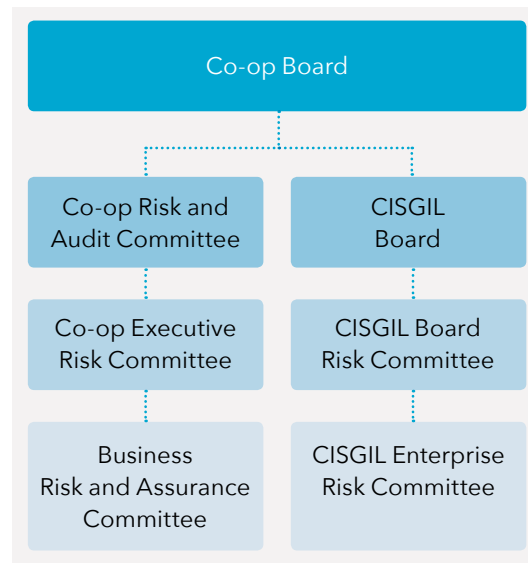 Co-op Board
Co-op Risk and
Audit Committee
CISGIL
Board
Co-op Executive
Risk Committee
CISGIL Board
Risk Committee
Business
Risk and Assurance
Committee
CISGIL Enterprise
Risk Committee